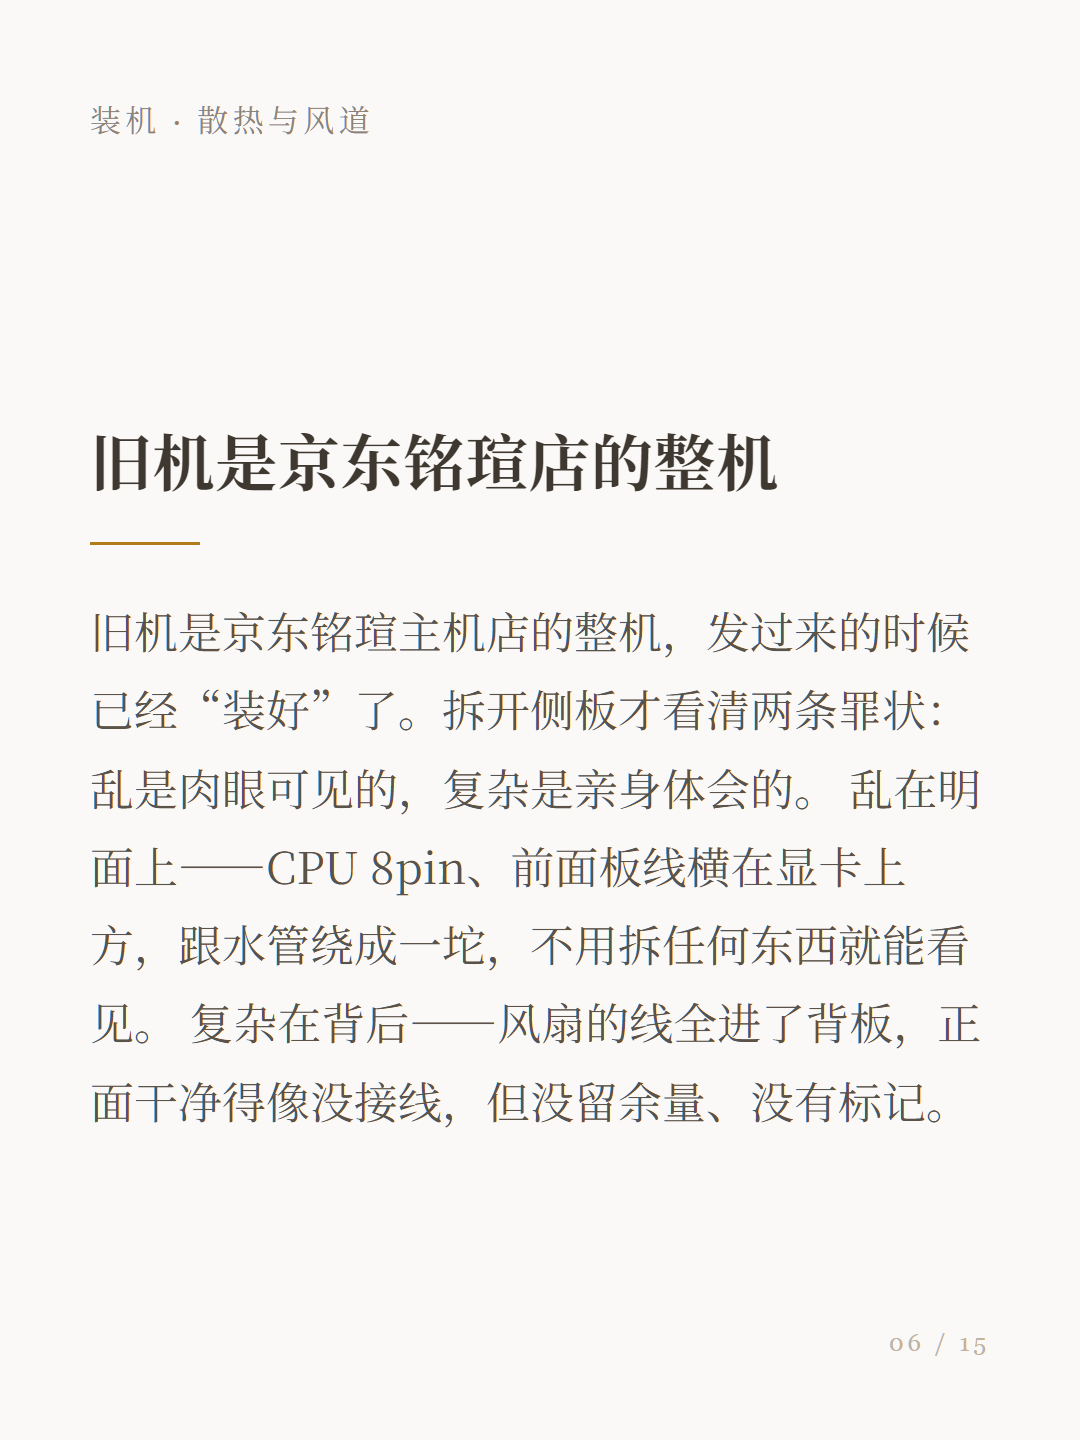 装机 · 散热与风道
旧机是京东铭瑄店的整机
旧机是京东铭瑄主机店的整机，发过来的时候
已经“装好”了。拆开侧板才看清两条罪状：
乱是肉眼可见的，复杂是亲身体会的。 乱在明
面上——CPU 8pin、前面板线横在显卡上
方，跟水管绕成一坨，不用拆任何东西就能看
见。 复杂在背后——风扇的线全进了背板，正
面干净得像没接线，但没留余量、没有标记。
06 / 15